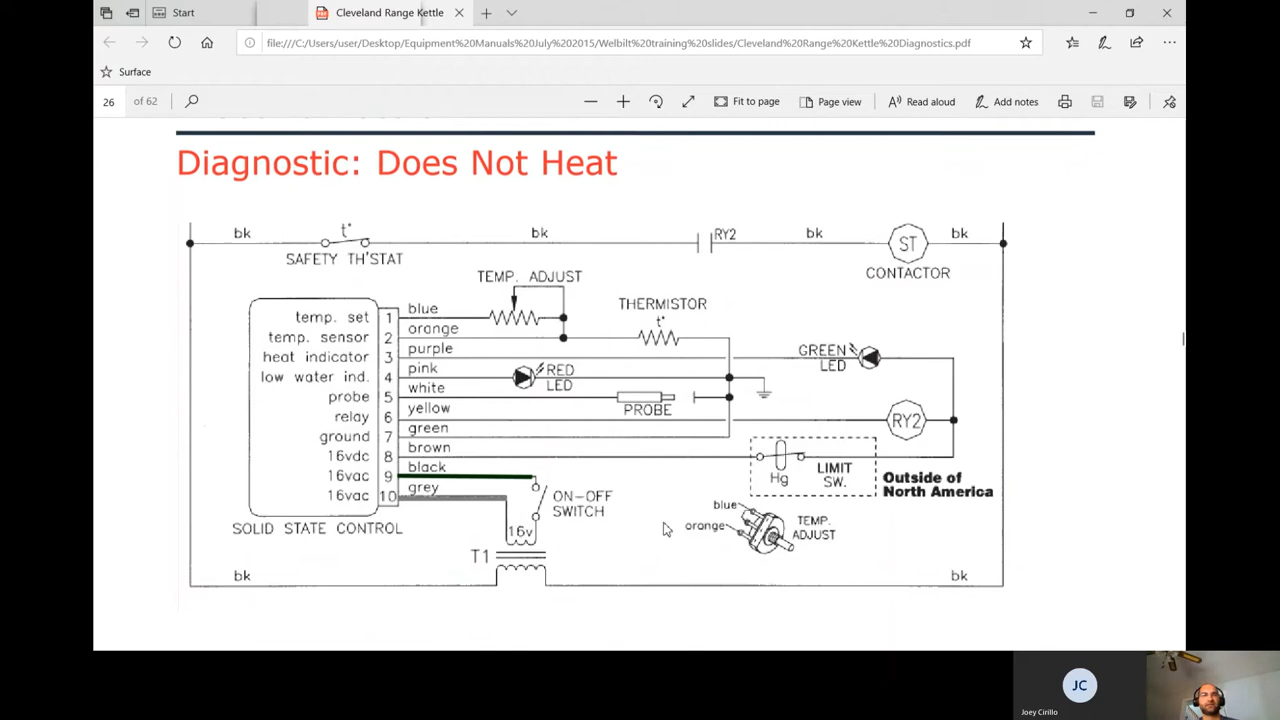 Start
Cleveland Range Kettle
file:///C:/Users/user/Desktop/Equipment%20Manuals%20July%202015/Welbilt%20training%20slides/Cleveland%20Range%20Kettle%20Diagnostics.pdf
Surface
26 of 62
Fit to page
Page view
Read aloud
Add notes
Diagnostic: Does Not Heat
bk
t°
bk
RY2
bk
ST
bk
SAFETY TH'STAT
CONTACTOR
TEMP. ADJUST
THERMISTOR
t°
temp. set 1 blue
temp. sensor 2 orange
heat indicator 3 purple
low water ind. 4 pink
probe 5 white
relay 6 yellow
ground 7 green
16vdc 8 brown
16vac 9 black
16vac 10 grey
SOLID STATE CONTROL
GREEN
LED
RED
LED
PROBE
RY2
Hg
LIMIT
SW.
Outside of
North America
ON-OFF
SWITCH
blue
orange
TEMP.
ADJUST
16v
T1
bk
bk
JC
Joey Cirillo